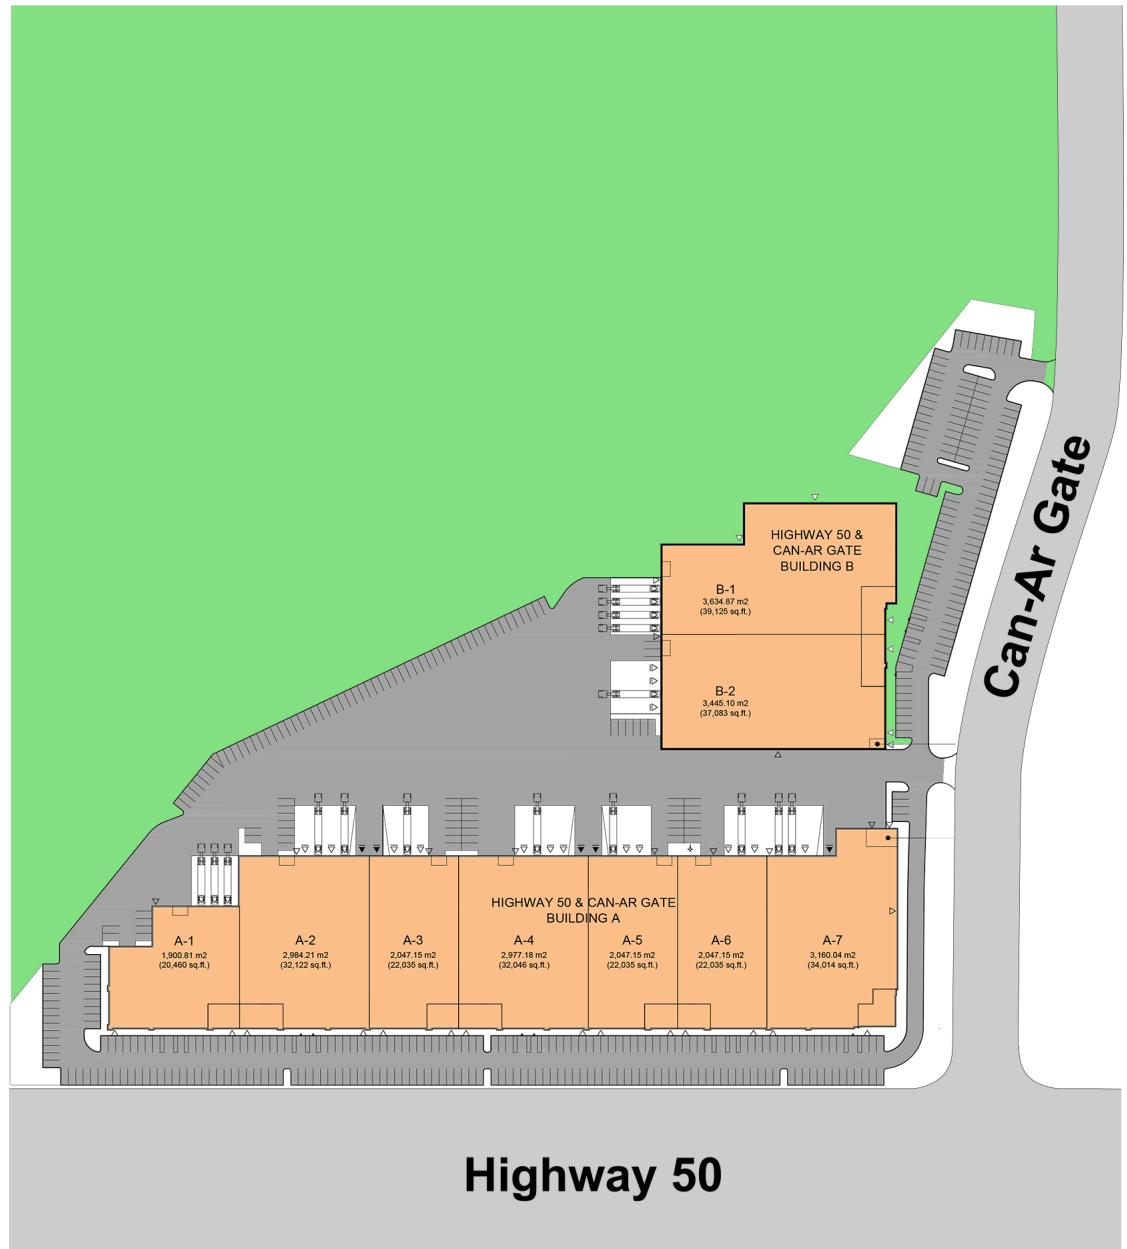 HIGHWAY 50 &
CAN-AR GATE
BUILDING B
B-1
3,634.87 m2
(39,125 sq.ft.)
B-2
3,445.10 m2
(37,083 sq.ft.)
Can-Ar Gate
HIGHWAY 50 & CAN-AR GATE
BUILDING A
A-1
1,900.81 m2
(20,460 sq.ft.)
A-2
2,984.21 m2
(32,122 sq.ft.)
A-3
2,047.15 m2
(22,035 sq.ft.)
A-4
2,977.18 m2
(32,046 sq.ft.)
A-5
2,047.15 m2
(22,035 sq.ft.)
A-6
2,047.15 m2
(22,035 sq.ft.)
A-7
3,160.04 m2
(34,014 sq.ft.)
Highway 50